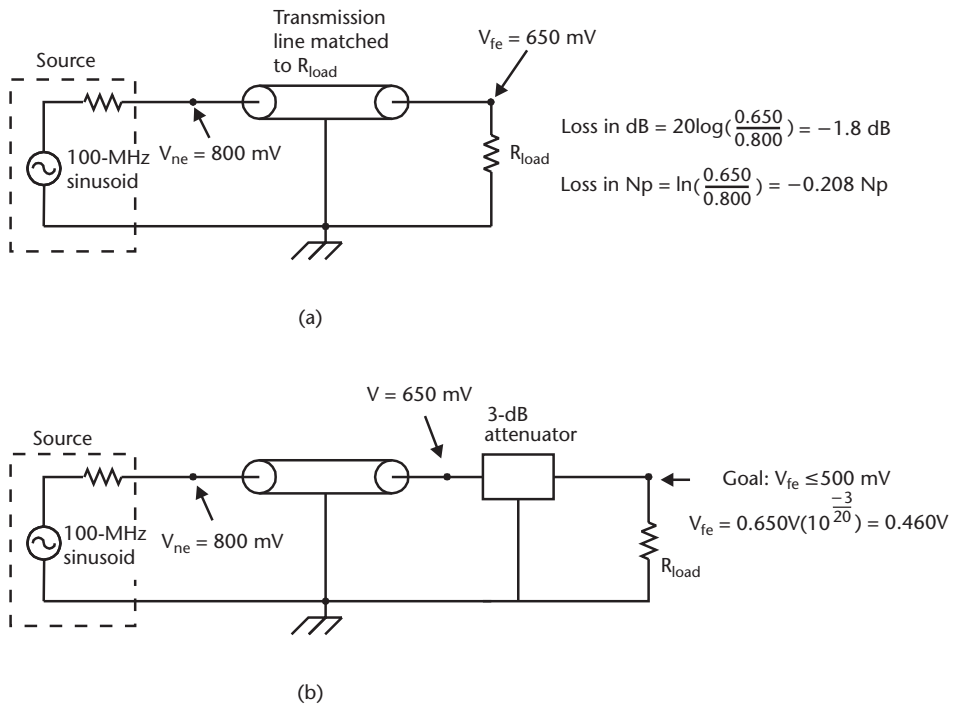 Transmission
line matched
to R_load
V_fe = 650 mV
Source
100-MHz
sinusoid
V_ne = 800 mV
R_load
Loss in dB = 20log(0.650/0.800) = −1.8 dB
Loss in Np = ln(0.650/0.800) = −0.208 Np
(a)
V = 650 mV
3-dB
attenuator
Source
100-MHz
sinusoid
V_ne = 800 mV
Goal: V_fe ≤500 mV
V_fe = 0.650V(10^(−3/20)) = 0.460V
R_load
(b)